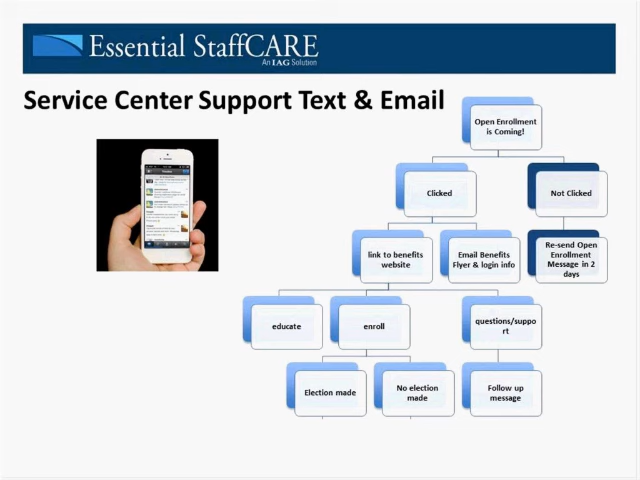 Essential StaffCARE
An IAG Solution
Service Center Support Text & Email
Open Enrollment
is Coming!
Clicked
Not Clicked
link to benefits
website
Email Benefits
Flyer & login info
Re-send Open
Enrollment
Message in 2
days
educate
enroll
questions/suppo
rt
Election made
No election
made
Follow up
message